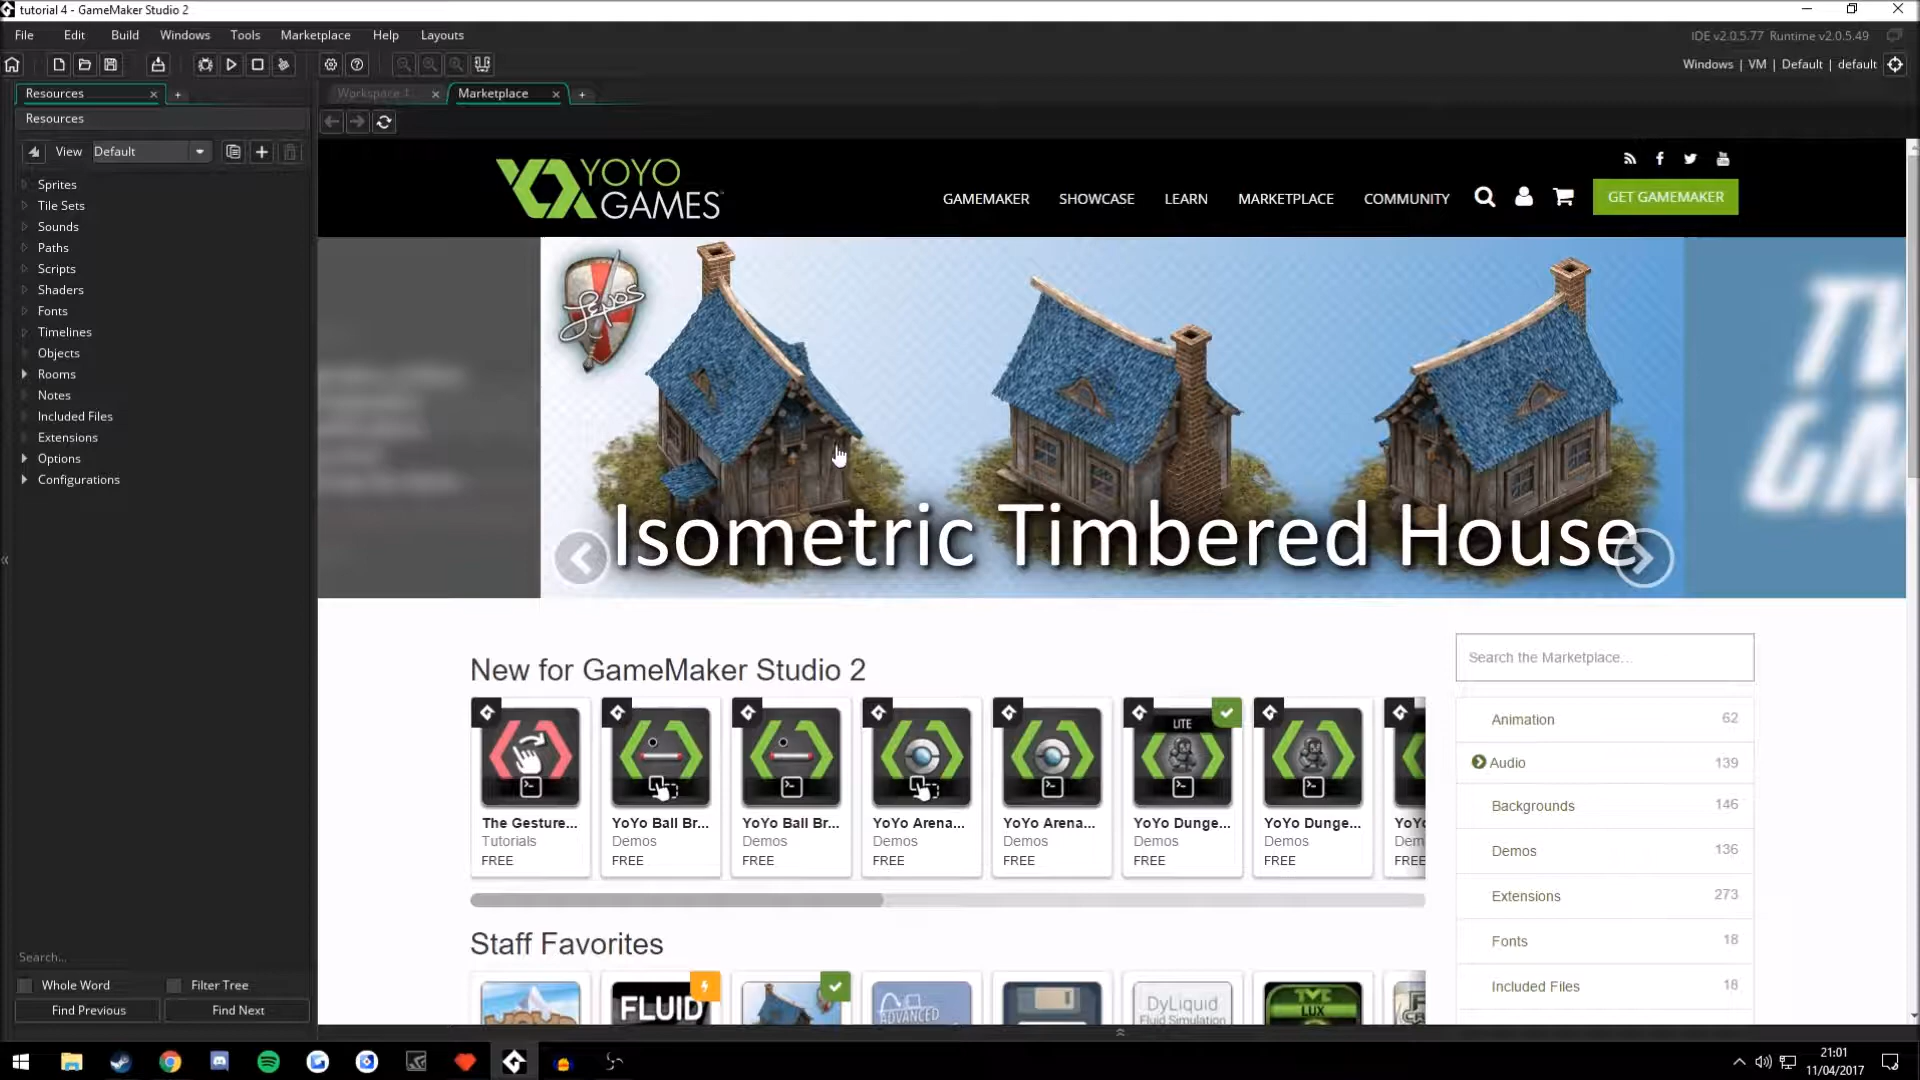 tutorial 4 - GameMaker Studio 2
File Edit Build Windows Tools Marketplace Help Layouts
IDE v2.0.5.77 Runtime v2.0.5.49
Windows | VM | Default | default
Resources
Workspace 1
Marketplace
Resources
View Default
Sprites
Tile Sets
Sounds
Paths
Scripts
Shaders
Fonts
Timelines
Objects
Rooms
Notes
Included Files
Extensions
Options
Configurations
Search...
Whole Word
Filter Tree
Find Previous
Find Next
YOYO GAMES
GAMEMAKER SHOWCASE LEARN MARKETPLACE COMMUNITY
GET GAMEMAKER
Isometric Timbered House
New for GameMaker Studio 2
LITE
The Gesture...
Tutorials
FREE
YoYo Ball Br...
Demos
FREE
YoYo Ball Br...
Demos
FREE
YoYo Arena...
Demos
FREE
YoYo Arena...
Demos
FREE
YoYo Dunge...
Demos
FREE
YoYo Dunge...
Demos
FREE
YoYo
Dem
FREE
Staff Favorites
FLUID
ADVANCED
DyLiquid
Fluid Simulation
TMC
LUX
Search the Marketplace...
Animation 62
Audio 139
Backgrounds 146
Demos 136
Extensions 273
Fonts 18
Included Files 18
21:01
11/04/2017